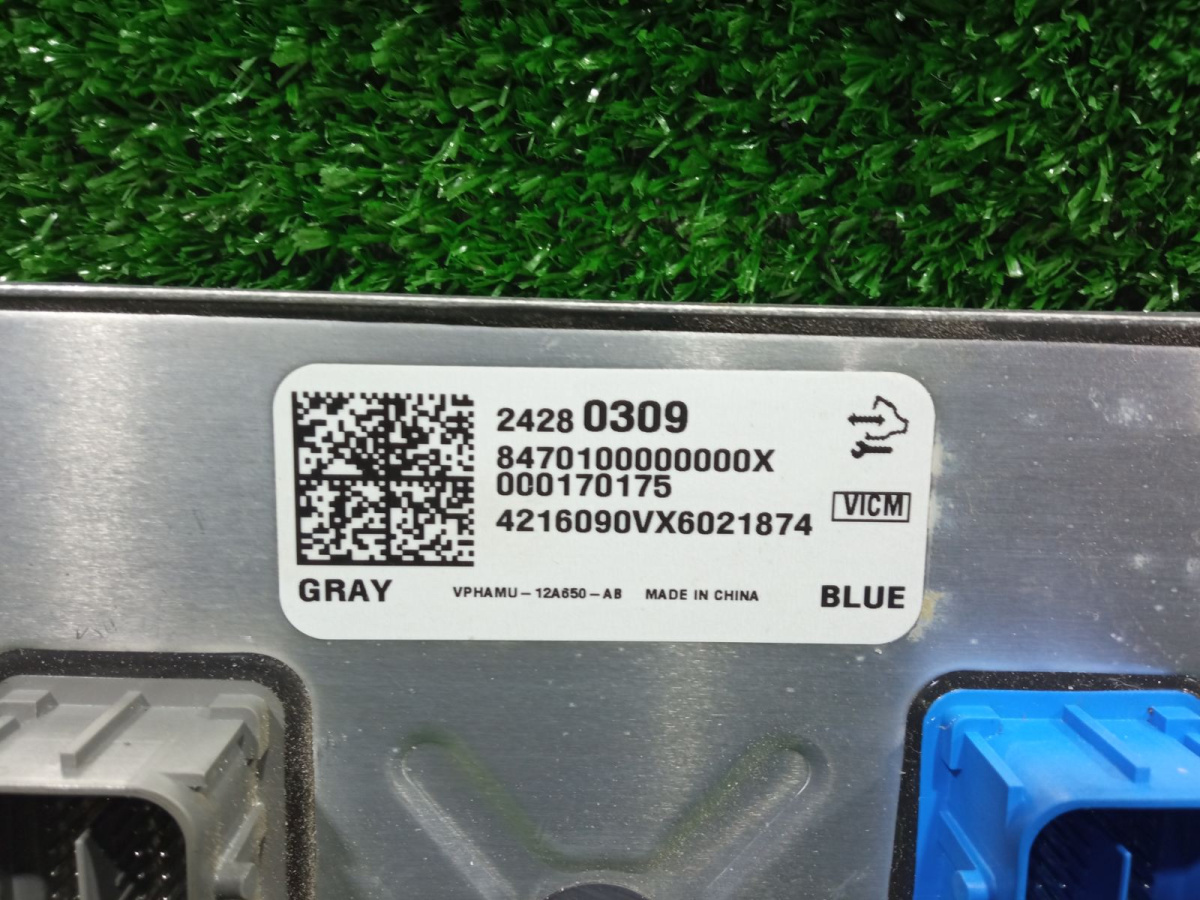 2428 0309
8470100000000X
000170175
VICM
4216090VX6021874
GRAY VPHAMU-12A650-AB MADE IN CHINA BLUE